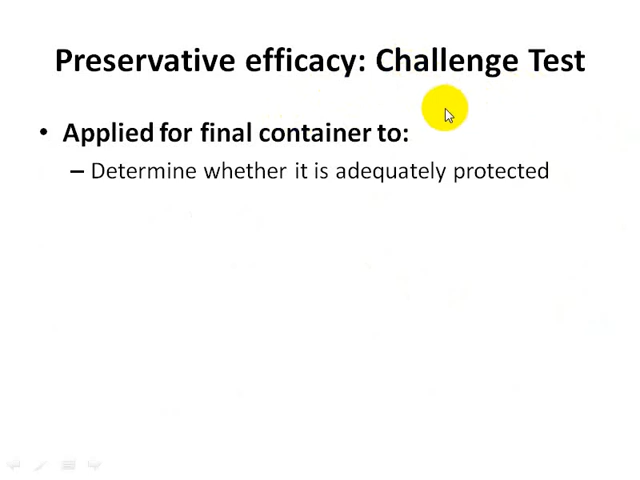 Preservative efficacy: Challenge Test
• Applied for final container to:
– Determine whether it is adequately protected